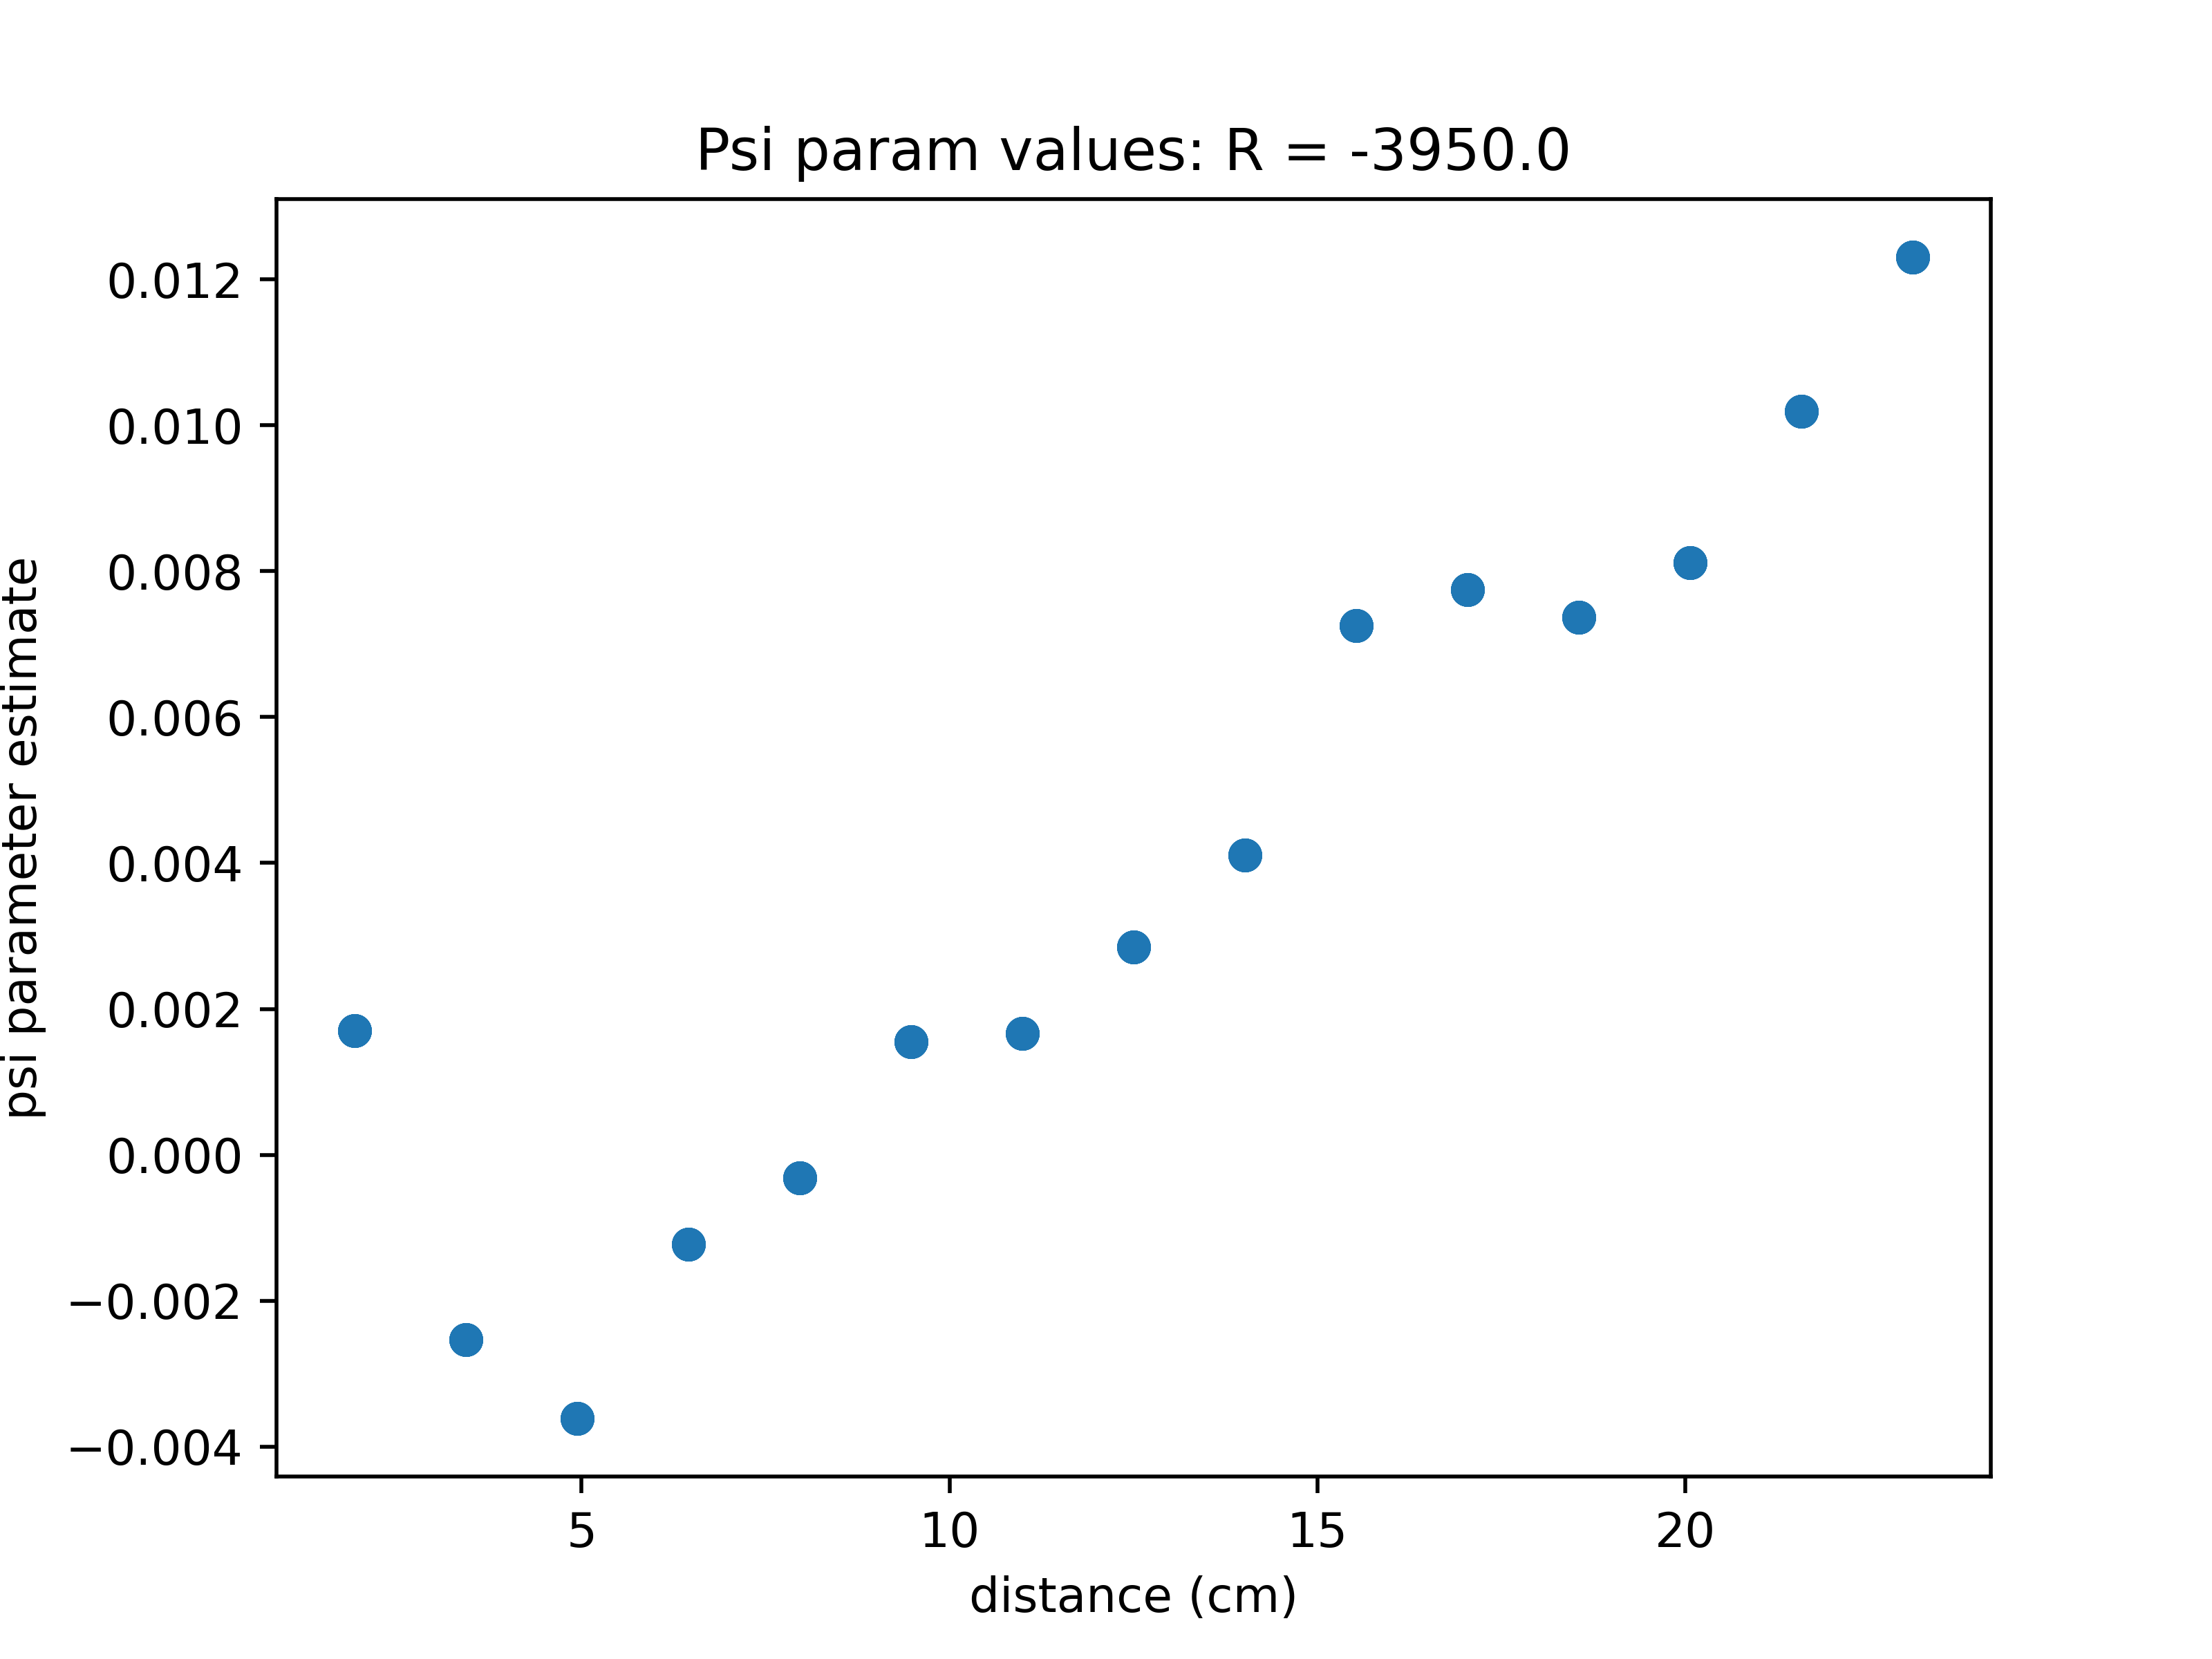 Psi param values: R = -3950.0
psi parameter estimate
0.012
0.010
0.008
0.006
0.004
0.002
0.000
−0.002
−0.004
5 10 15 20
distance (cm)